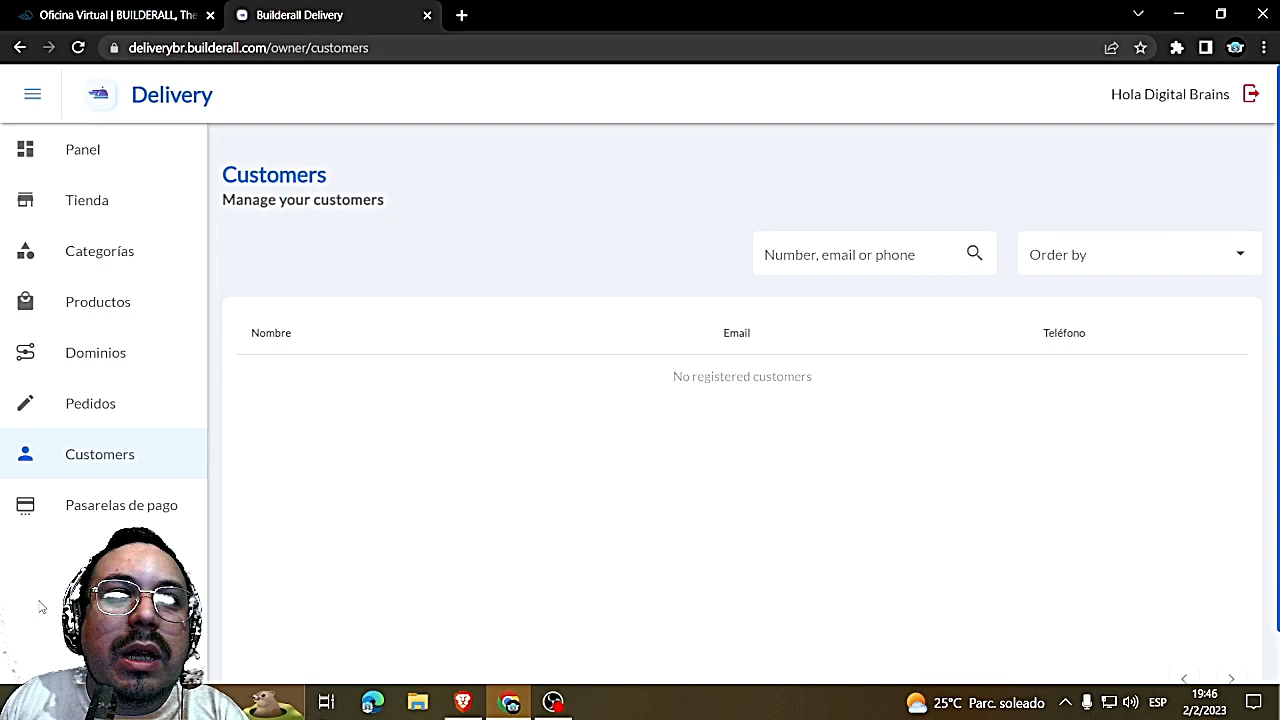 Oficina Virtual | BUILDERALL, The
Builderall Delivery
deliverybr.builderall.com/owner/customers
Delivery
Hola Digital Brains
Panel
Tienda
Categorías
Productos
Dominios
Pedidos
Customers
Pasarelas de pago
Customers
Manage your customers
Number, email or phone
Order by
Nombre Email Teléfono
No registered customers
25°C Parc. soleado
ESP
19:46
2/2/2023